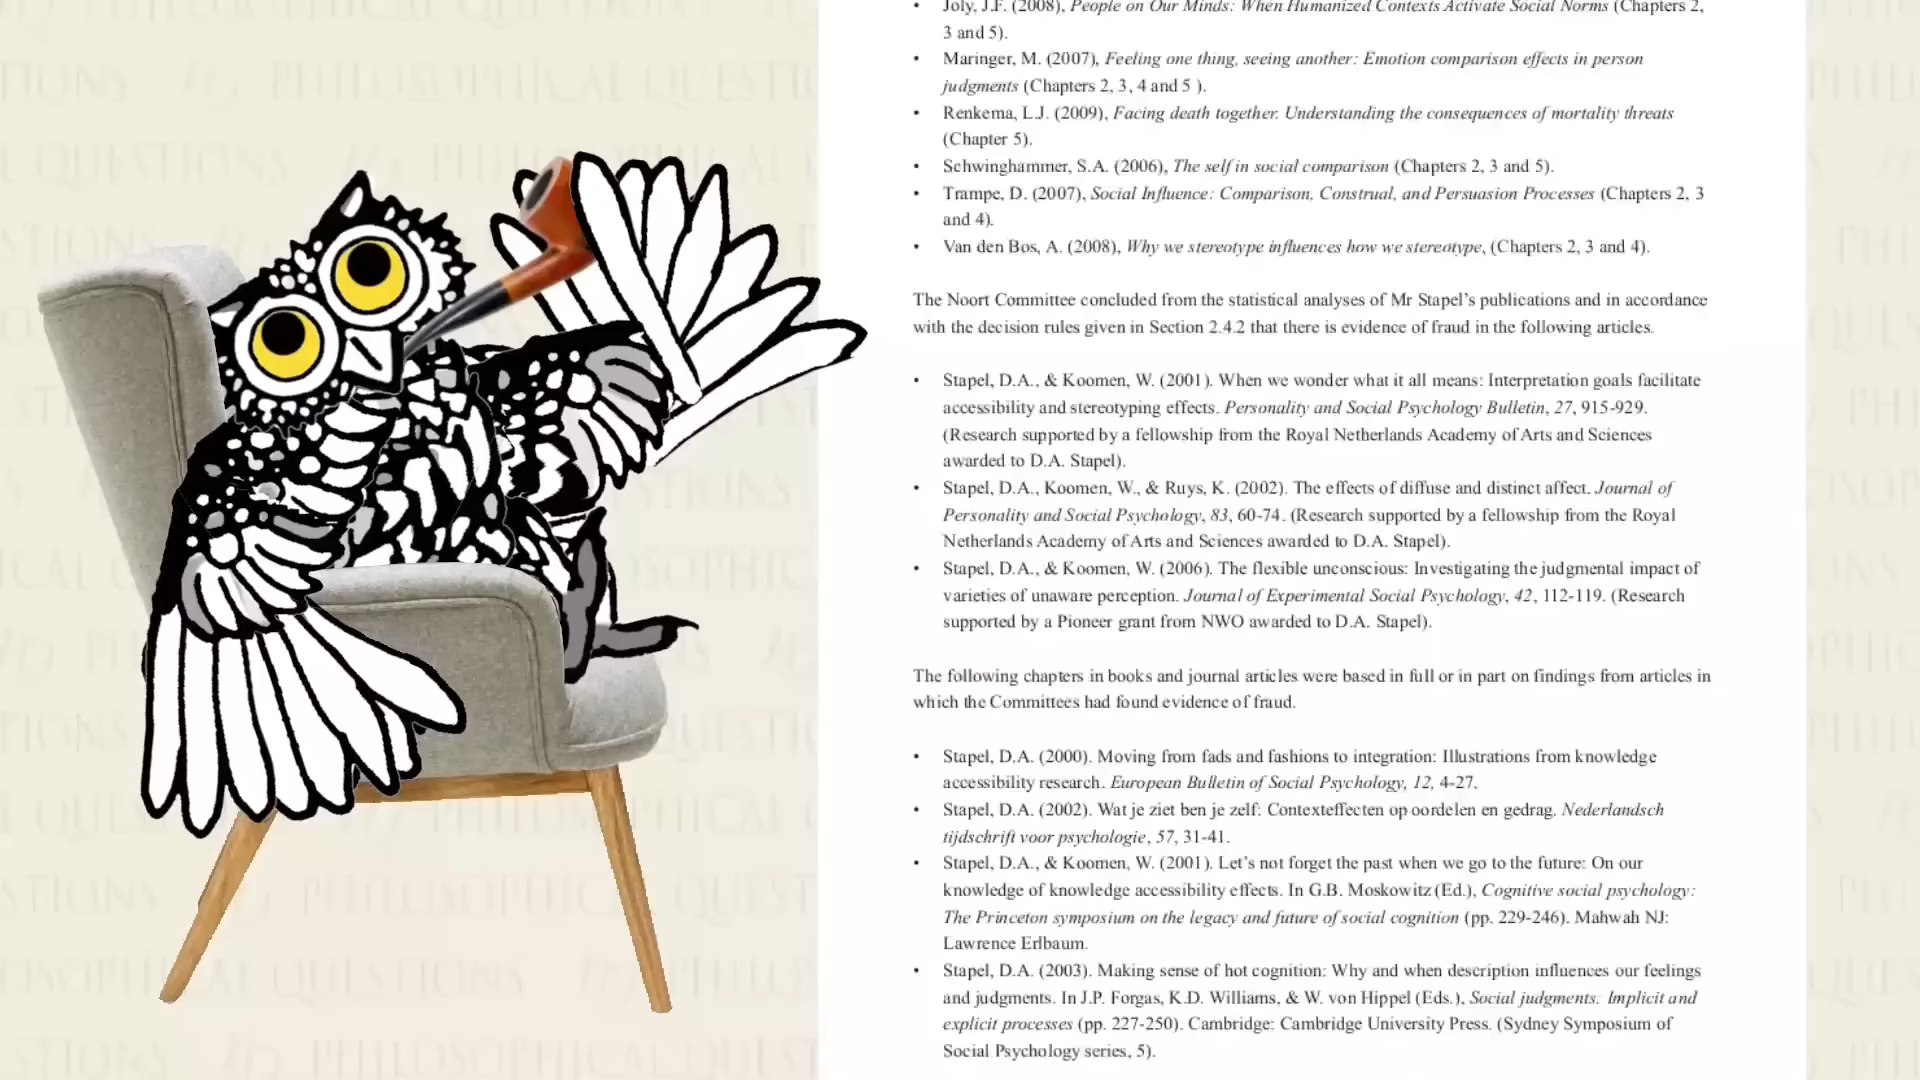 Joly, J.F. (2008), People on Our Minds: When Humanized Contexts Activate Social Norms (Chapters 2,
3 and 5).
• Maringer, M. (2007), Feeling one thing, seeing another: Emotion comparison effects in person
judgments (Chapters 2, 3, 4 and 5 ).
• Renkema, L.J. (2009), Facing death together. Understanding the consequences of mortality threats
(Chapter 5).
• Schwinghammer, S.A. (2006), The self in social comparison (Chapters 2, 3 and 5).
• Trampe, D. (2007), Social Influence: Comparison, Construal, and Persuasion Processes (Chapters 2, 3
and 4).
• Van den Bos, A. (2008), Why we stereotype influences how we stereotype, (Chapters 2, 3 and 4).
The Noort Committee concluded from the statistical analyses of Mr Stapel's publications and in accordance
with the decision rules given in Section 2.4.2 that there is evidence of fraud in the following articles.
• Stapel, D.A., & Koomen, W. (2001). When we wonder what it all means: Interpretation goals facilitate
accessibility and stereotyping effects. Personality and Social Psychology Bulletin, 27, 915-929.
(Research supported by a fellowship from the Royal Netherlands Academy of Arts and Sciences
awarded to D.A. Stapel).
• Stapel, D.A., Koomen, W., & Ruys, K. (2002). The effects of diffuse and distinct affect. Journal of
Personality and Social Psychology, 83, 60-74. (Research supported by a fellowship from the Royal
Netherlands Academy of Arts and Sciences awarded to D.A. Stapel).
• Stapel, D.A., & Koomen, W. (2006). The flexible unconscious: Investigating the judgmental impact of
varieties of unaware perception. Journal of Experimental Social Psychology, 42, 112-119. (Research
supported by a Pioneer grant from NWO awarded to D.A. Stapel).
The following chapters in books and journal articles were based in full or in part on findings from articles in
which the Committees had found evidence of fraud.
• Stapel, D.A. (2000). Moving from fads and fashions to integration: Illustrations from knowledge
accessibility research. European Bulletin of Social Psychology, 12, 4-27.
• Stapel, D.A. (2002). Wat je ziet ben je zelf: Contexteffecten op oordelen en gedrag. Nederlandsch
tijdschrift voor psychologie, 57, 31-41.
• Stapel, D.A., & Koomen, W. (2001). Let's not forget the past when we go to the future: On our
knowledge of knowledge accessibility effects. In G.B. Moskowitz (Ed.), Cognitive social psychology:
The Princeton symposium on the legacy and future of social cognition (pp. 229-246). Mahwah NJ:
Lawrence Erlbaum.
• Stapel, D.A. (2003). Making sense of hot cognition: Why and when description influences our feelings
and judgments. In J.P. Forgas, K.D. Williams, & W. von Hippel (Eds.), Social judgments: Implicit and
explicit processes (pp. 227-250). Cambridge: Cambridge University Press. (Sydney Symposium of
Social Psychology series, 5).